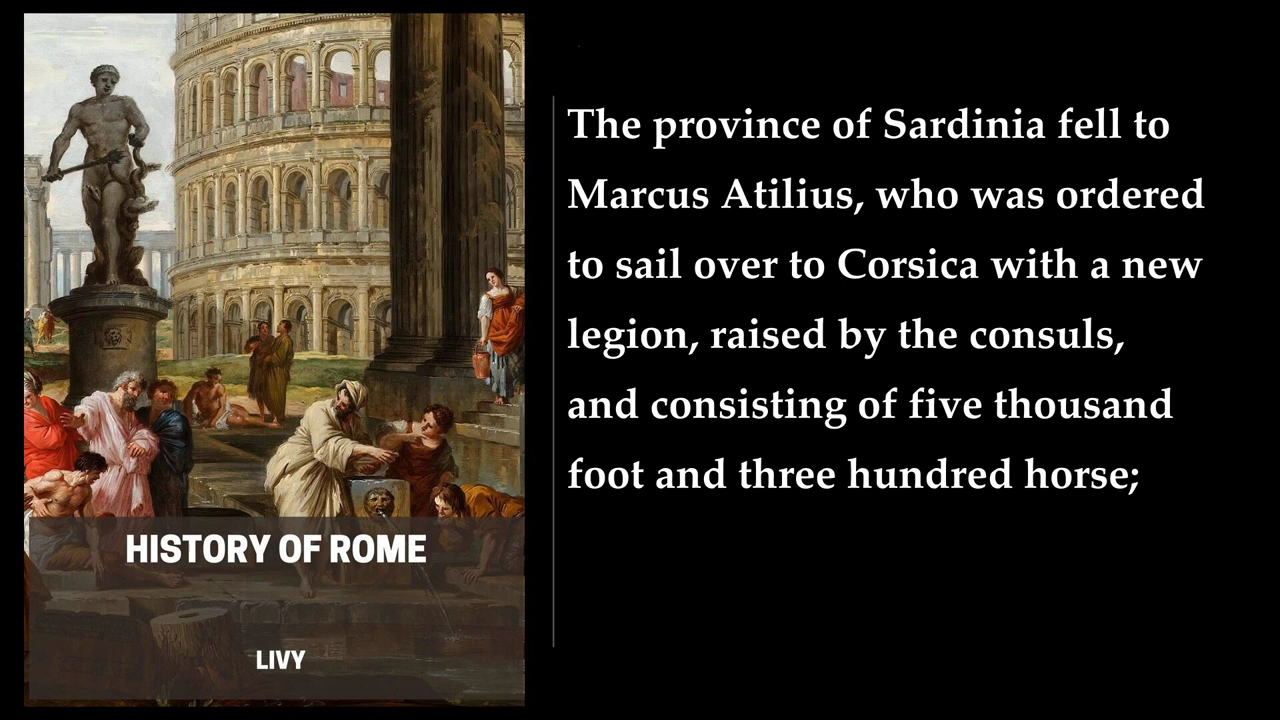 The province of Sardinia fell to
Marcus Atilius, who was ordered
to sail over to Corsica with a new
legion, raised by the consuls,
and consisting of five thousand
foot and three hundred horse;
HISTORY OF ROME
LIVY